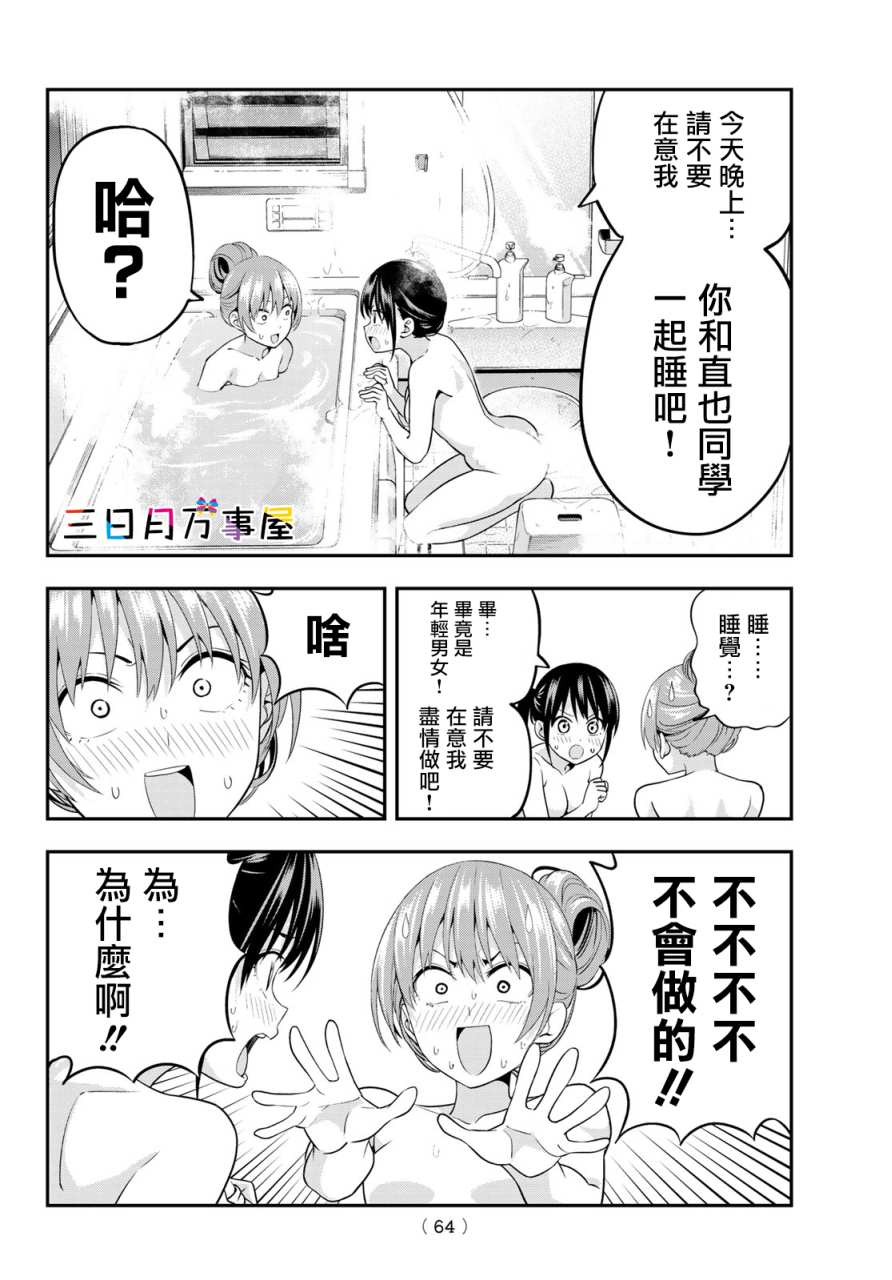 今天晚上…
請不要
在意我
你和直也同學
一起睡吧！
哈？
三日月万事屋
睡……
睡覺…？
畢…
畢竟是
年輕男女！
請不要
在意我
盡情做吧！
啥
不不不不
不會做的!!
為…
為什麼啊!!
（64）